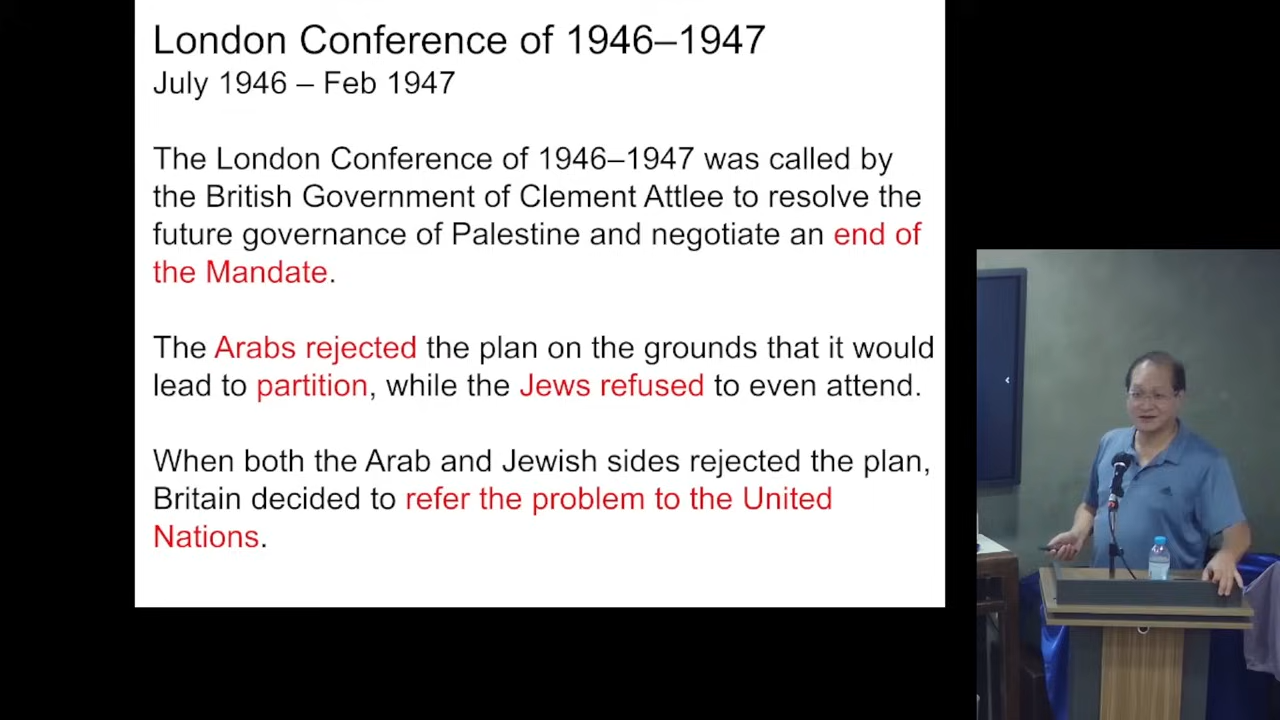 London Conference of 1946–1947
July 1946 – Feb 1947
The London Conference of 1946–1947 was called by
the British Government of Clement Attlee to resolve the
future governance of Palestine and negotiate an end of
the Mandate.
The Arabs rejected the plan on the grounds that it would
lead to partition, while the Jews refused to even attend.
When both the Arab and Jewish sides rejected the plan,
Britain decided to refer the problem to the United
Nations.